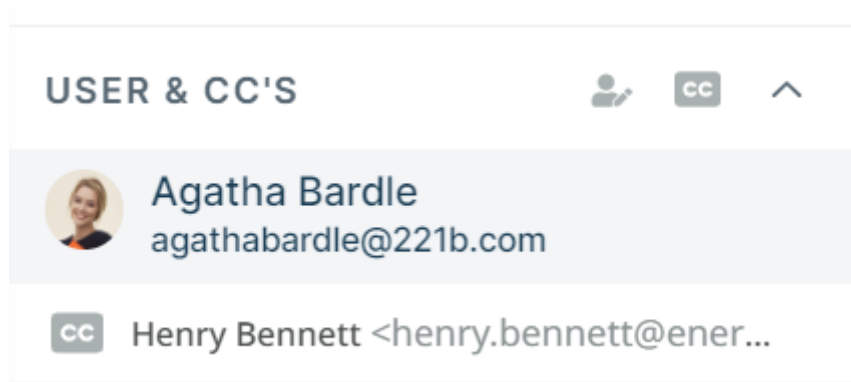 USER & CC'S CC
Agatha Bardle
agathabardle@221b.com
CC Henry Bennett <henry.bennett@ener...